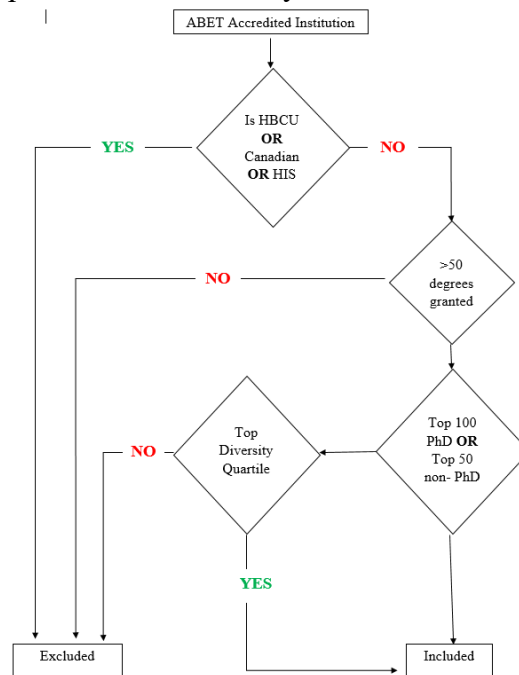 ABET Accredited Institution
Is HBCU
OR
Canadian
OR HIS
YES
NO
>50
degrees
granted
NO
Top 100
PhD OR
Top 50
non- PhD
Top
Diversity
Quartile
NO
YES
Excluded
Included